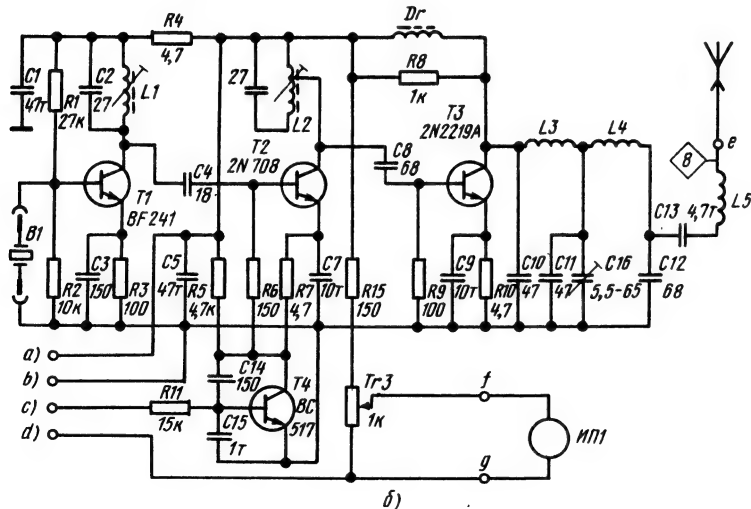 R4
4,7
Dr
C1
47т
R1
27к
C2
27
L1
27
L2
R8
1к
T3
2N2219A
L3
L4
e
8
L5
T2
2N 708
C4
18
C8
68
T1
BF 241
B1
C13
4,7т
R2
10к
C3
150
R3
100
C5
47т
R5
4,7к
R6
150
R7
4,7
C7
10т
R15
150
R9
100
C9
10т
R10
4,7
C10
47
C11
47
C16
5,5-65
C12
68
a)
b)
c)
d)
R11
15к
C14
150
C15
1т
T4
BC
517
Tr3
1к
f
g
ИП1
б)